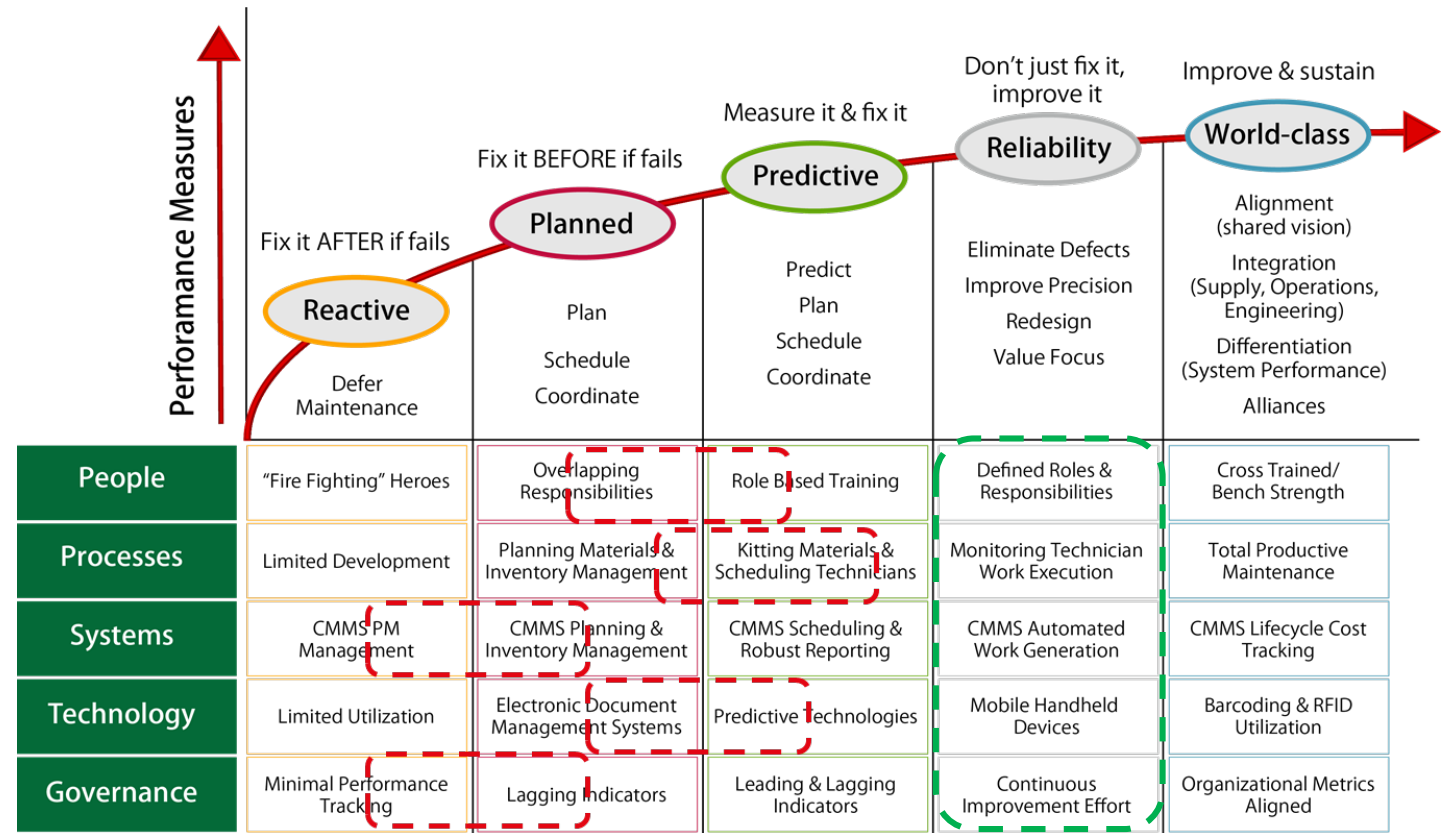 Perforamance Measures
Fix it AFTER if fails
Reactive
Defer
Maintenance
Fix it BEFORE if fails
Planned
Plan
Schedule
Coordinate
Measure it & fix it
Predictive
Predict
Plan
Schedule
Coordinate
Don't just fix it,
improve it
Reliability
Eliminate Defects
Improve Precision
Redesign
Value Focus
Improve & sustain
World-class
Alignment
(shared vision)
Integration
(Supply, Operations,
Engineering)
Differentiation
(System Performance)
Alliances
People
“Fire Fighting” Heroes
Overlapping
Responsibilities
Role Based Training
Defined Roles &
Responsibilities
Cross Trained/
Bench Strength
Processes
Limited Development
Planning Materials &
Inventory Management
Kitting Materials &
Scheduling Technicians
Monitoring Technician
Work Execution
Total Productive
Maintenance
Systems
CMMS PM
Management
CMMS Planning &
Inventory Management
CMMS Scheduling &
Robust Reporting
CMMS Automated
Work Generation
CMMS Lifecycle Cost
Tracking
Technology
Limited Utilization
Electronic Document
Management Systems
Predictive Technologies
Mobile Handheld
Devices
Barcoding & RFID
Utilization
Governance
Minimal Performance
Tracking
Lagging Indicators
Leading & Lagging
Indicators
Continuous
Improvement Effort
Organizational Metrics
Aligned